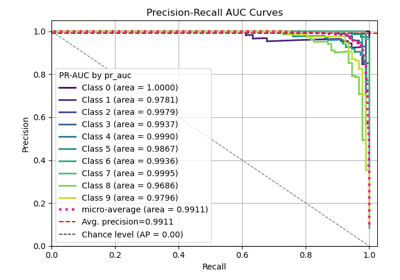 Precision-Recall AUC Curves
1.0
0.8
0.6
0.4
0.2
0.0
Precision
PR-AUC by pr_auc
Class 0 (area = 1.0000)
Class 1 (area = 0.9781)
Class 2 (area = 0.9979)
Class 3 (area = 0.9937)
Class 4 (area = 0.9990)
Class 5 (area = 0.9867)
Class 6 (area = 0.9936)
Class 7 (area = 0.9995)
Class 8 (area = 0.9686)
Class 9 (area = 0.9796)
micro-average (area = 0.9911)
Avg. precision=0.9911
Chance level (AP = 0.00)
0.0 0.2 0.4 0.6 0.8 1.0
Recall